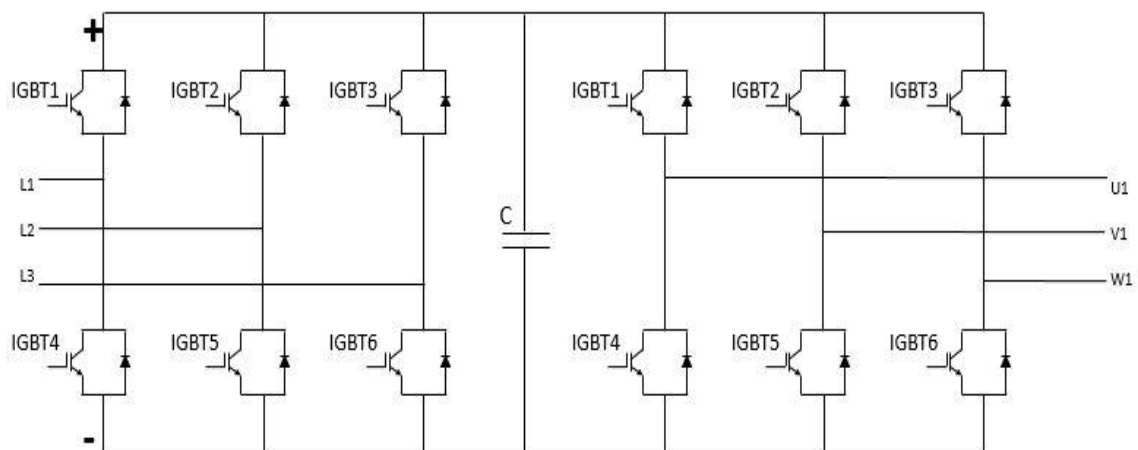 +
IGBT1 IGBT2 IGBT3 IGBT1 IGBT2 IGBT3
L1 U1
L2 C V1
L3 W1
IGBT4 IGBT5 IGBT6 IGBT4 IGBT5 IGBT6
-